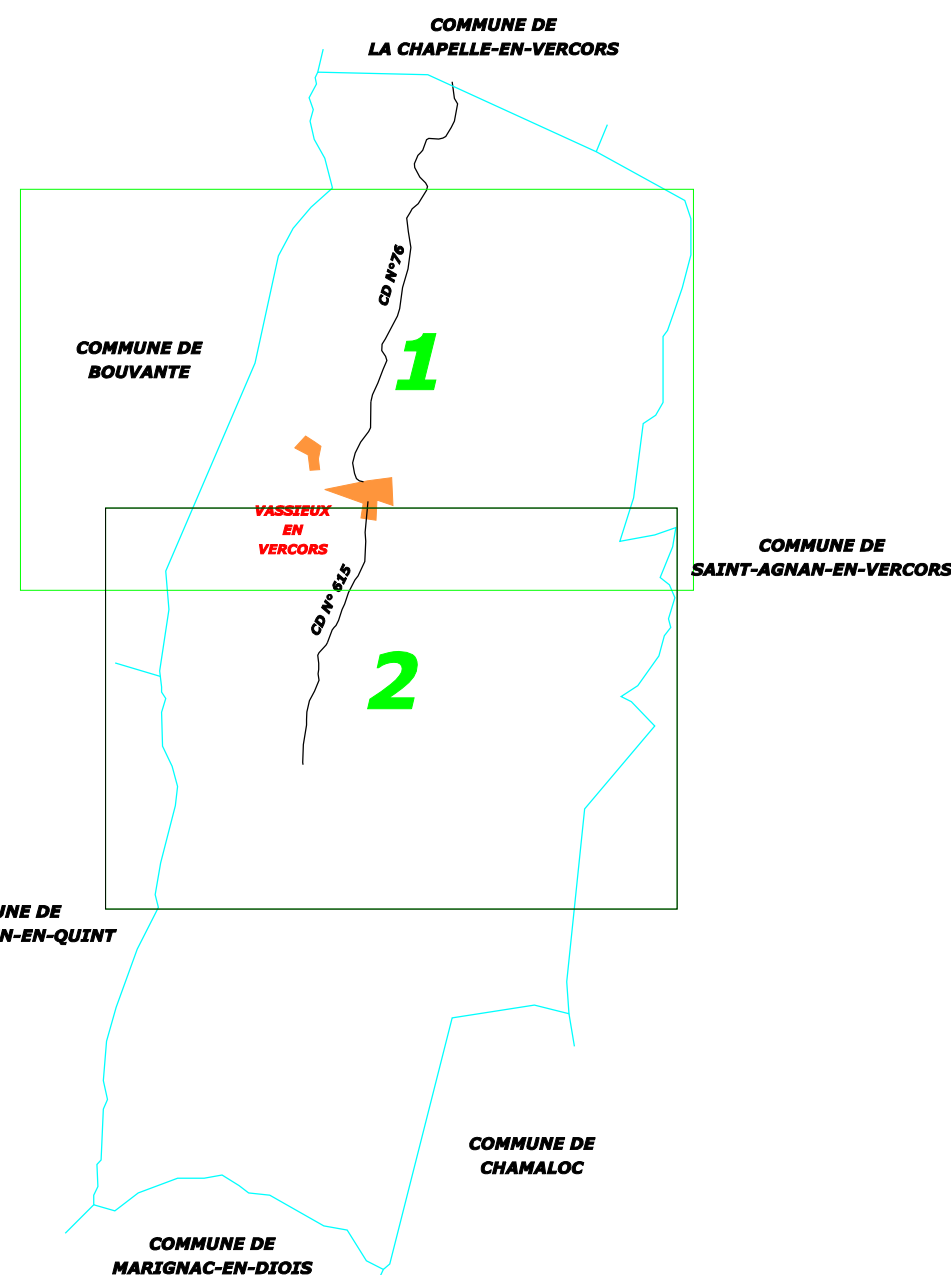 COMMUNE DE
LA CHAPELLE-EN-VERCORS
CD N°76
1
COMMUNE DE
BOUVANTE
VASSIEUX
EN
VERCORS
COMMUNE DE
SAINT-AGNAN-EN-VERCORS
CD N° 615
2
UNE DE
N-EN-QUINT
COMMUNE DE
CHAMALOC
COMMUNE DE
MARIGNAC-EN-DIOIS